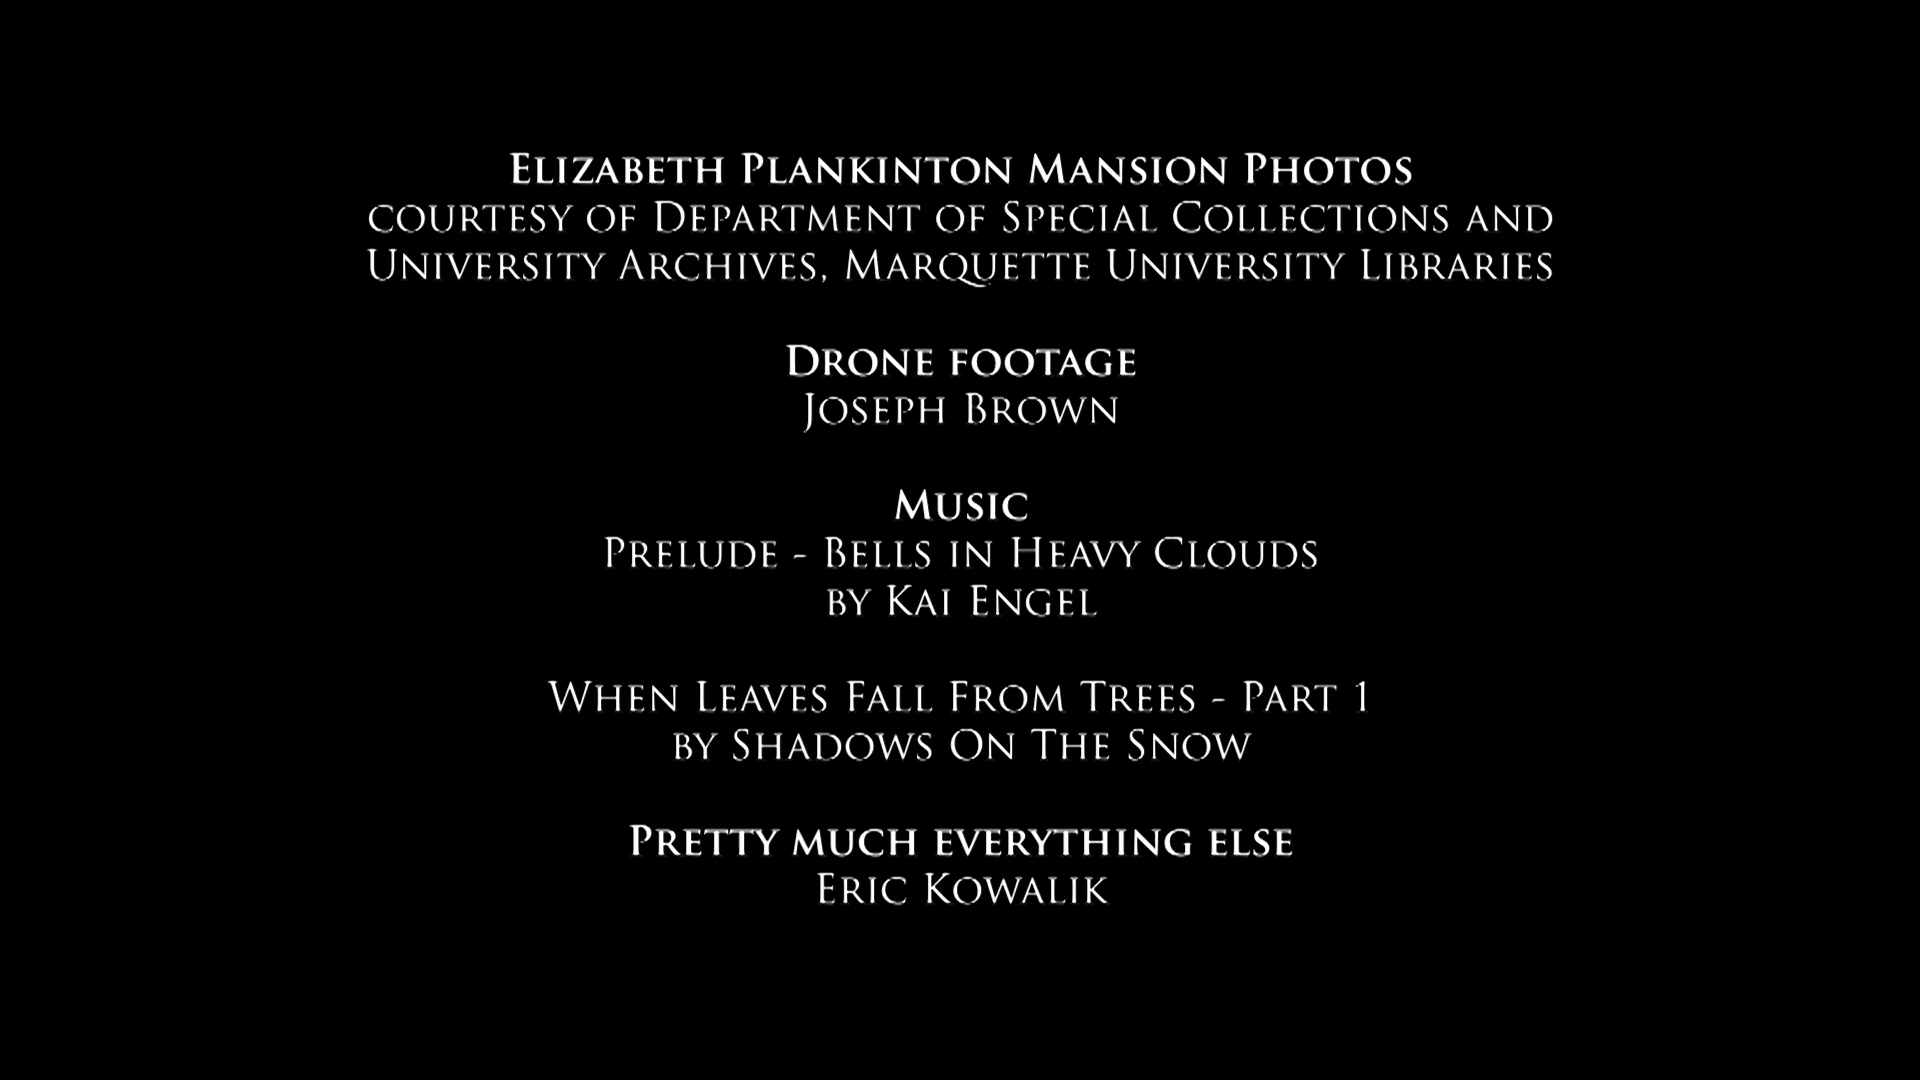 Elizabeth Plankinton Mansion Photos
courtesy of Department of Special Collections and
University Archives, Marquette University Libraries
Drone footage
Joseph Brown
Music
Prelude - Bells in Heavy Clouds
by Kai Engel
When Leaves Fall From Trees - Part 1
by Shadows On The Snow
Pretty much everything else
Eric Kowalik